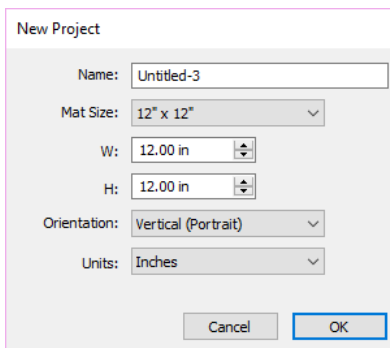 New Project
Name: Untitled-3
Mat Size: 12" x 12"
W: 12.00 in
H: 12.00 in
Orientation: Vertical (Portrait)
Units: Inches
Cancel OK